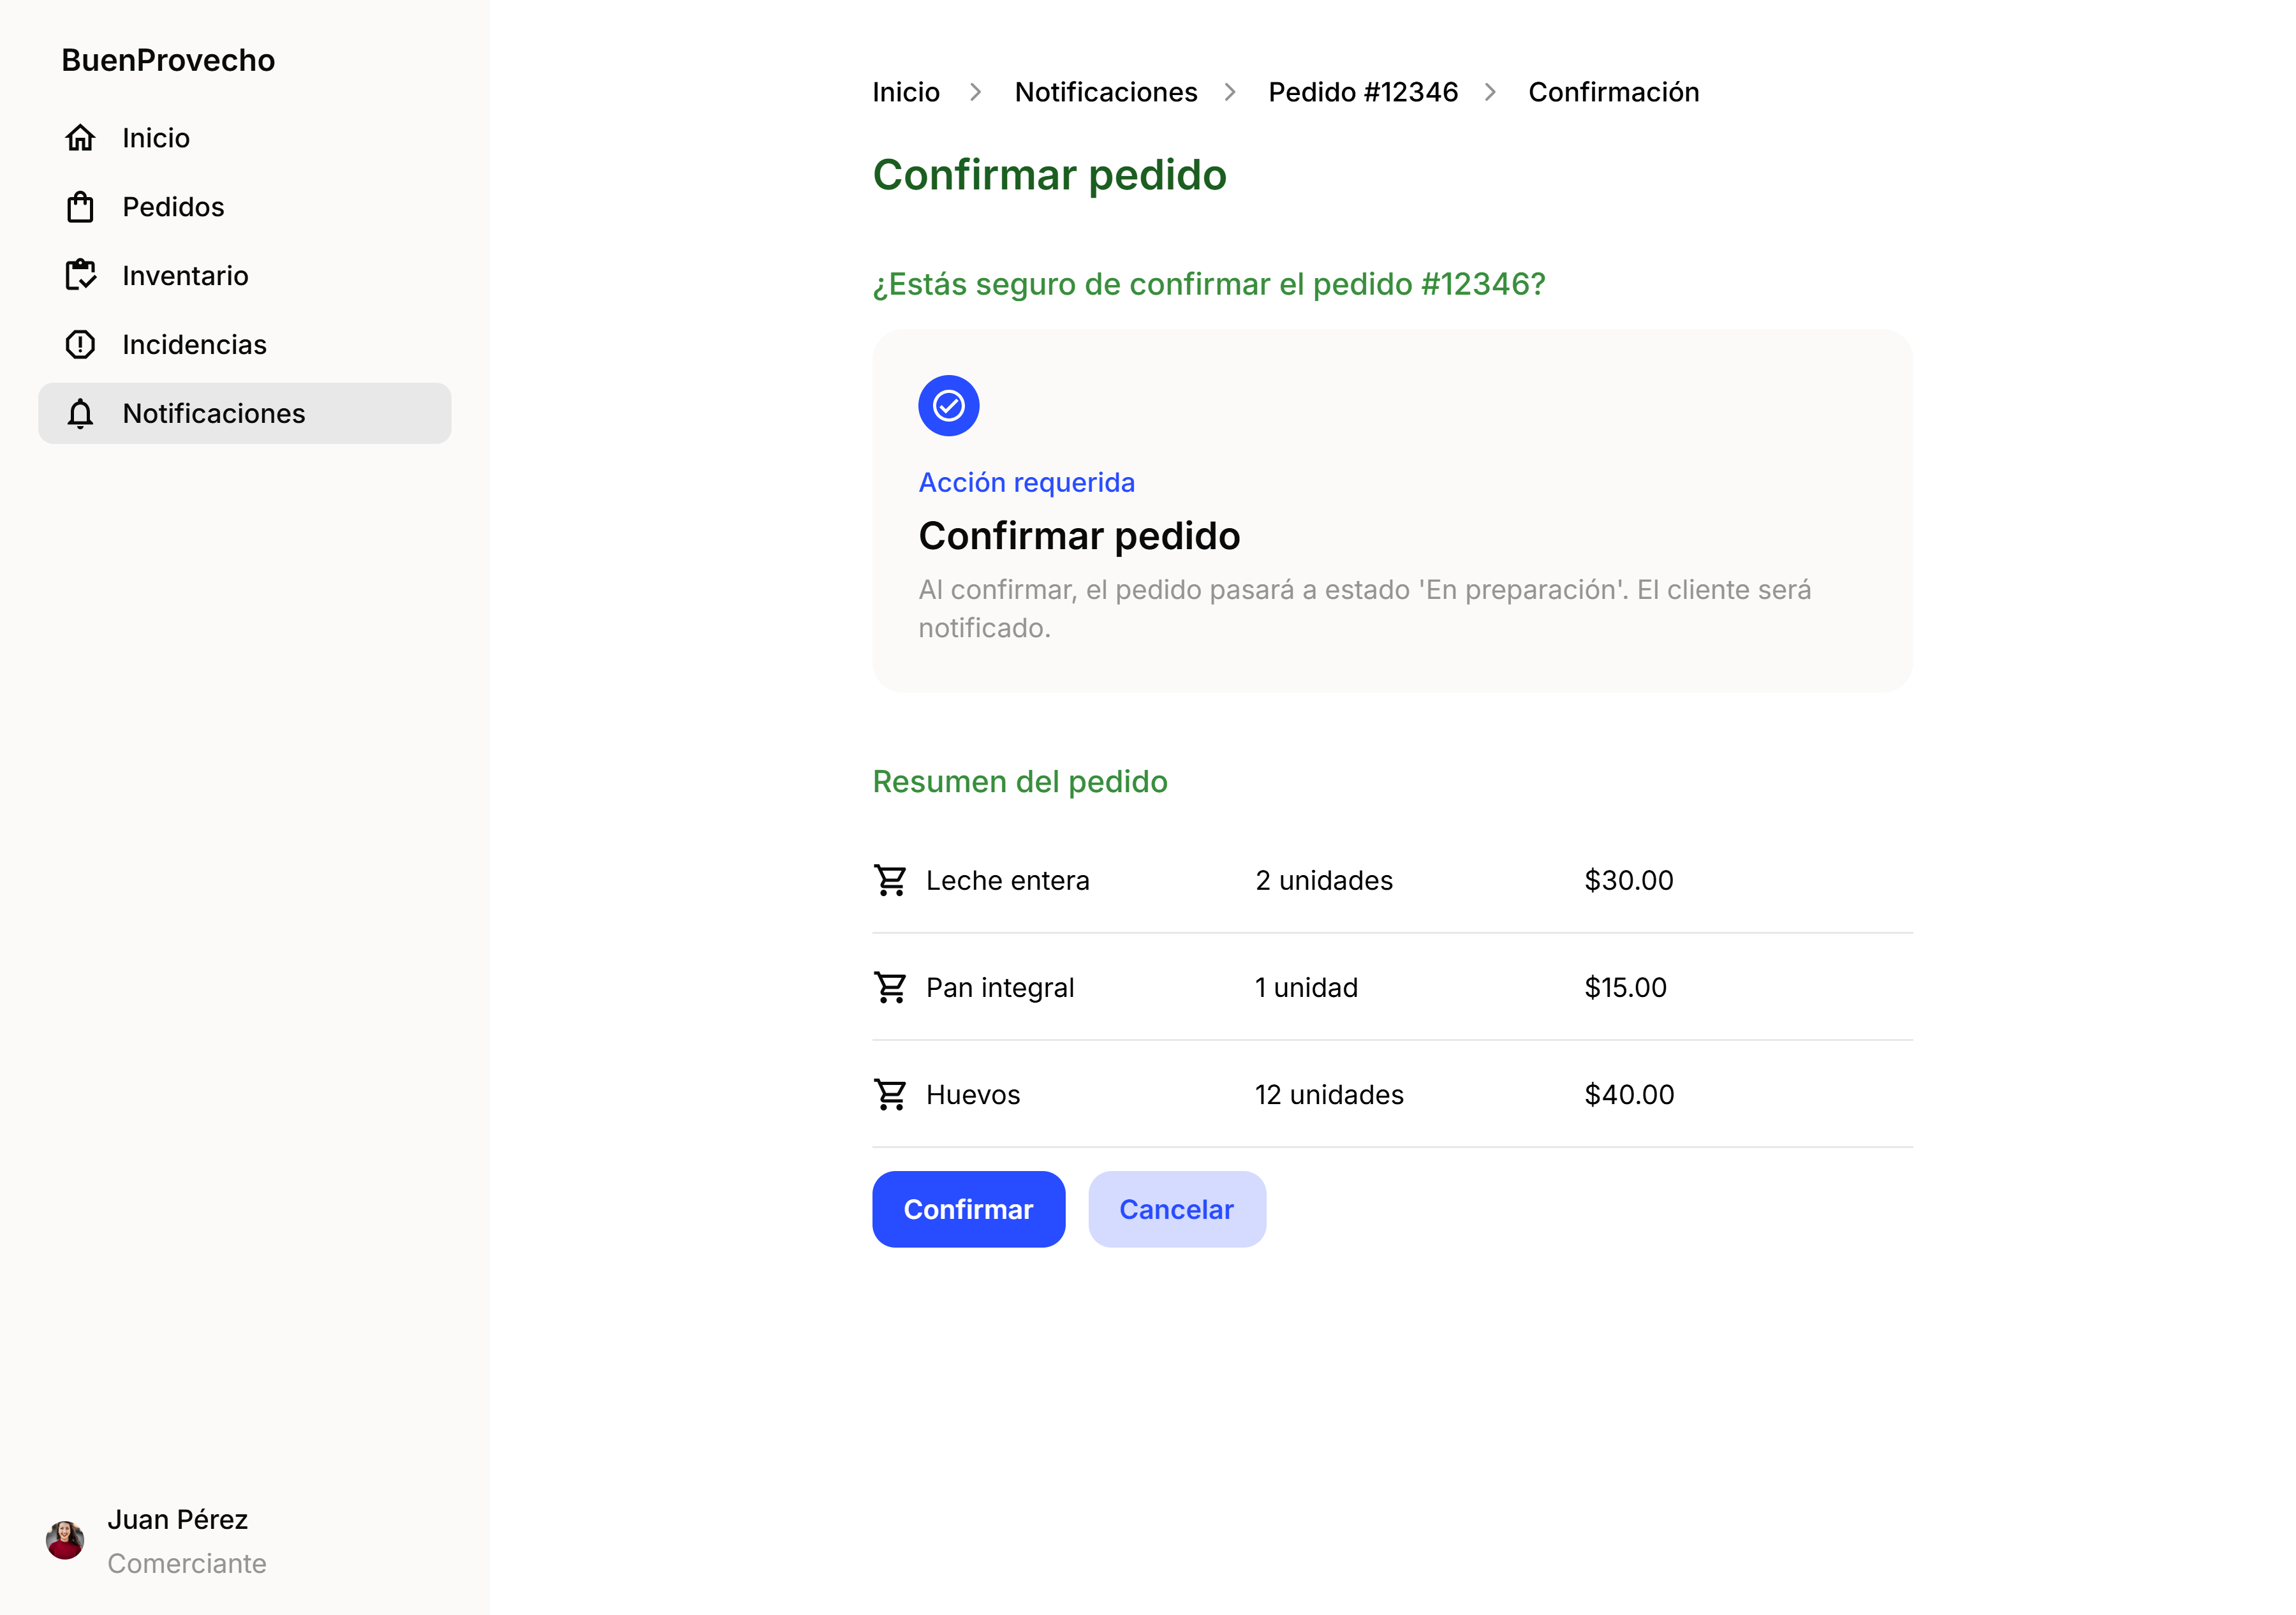 BuenProvecho
Inicio
Pedidos
Inventario
Incidencias
Notificaciones
Juan Pérez
Comerciante
Inicio > Notificaciones > Pedido #12346 > Confirmación
Confirmar pedido
¿Estás seguro de confirmar el pedido #12346?
Acción requerida
Confirmar pedido
Al confirmar, el pedido pasará a estado 'En preparación'. El cliente será
notificado.
Resumen del pedido
Leche entera 2 unidades $30.00
Pan integral 1 unidad $15.00
Huevos 12 unidades $40.00
Confirmar Cancelar